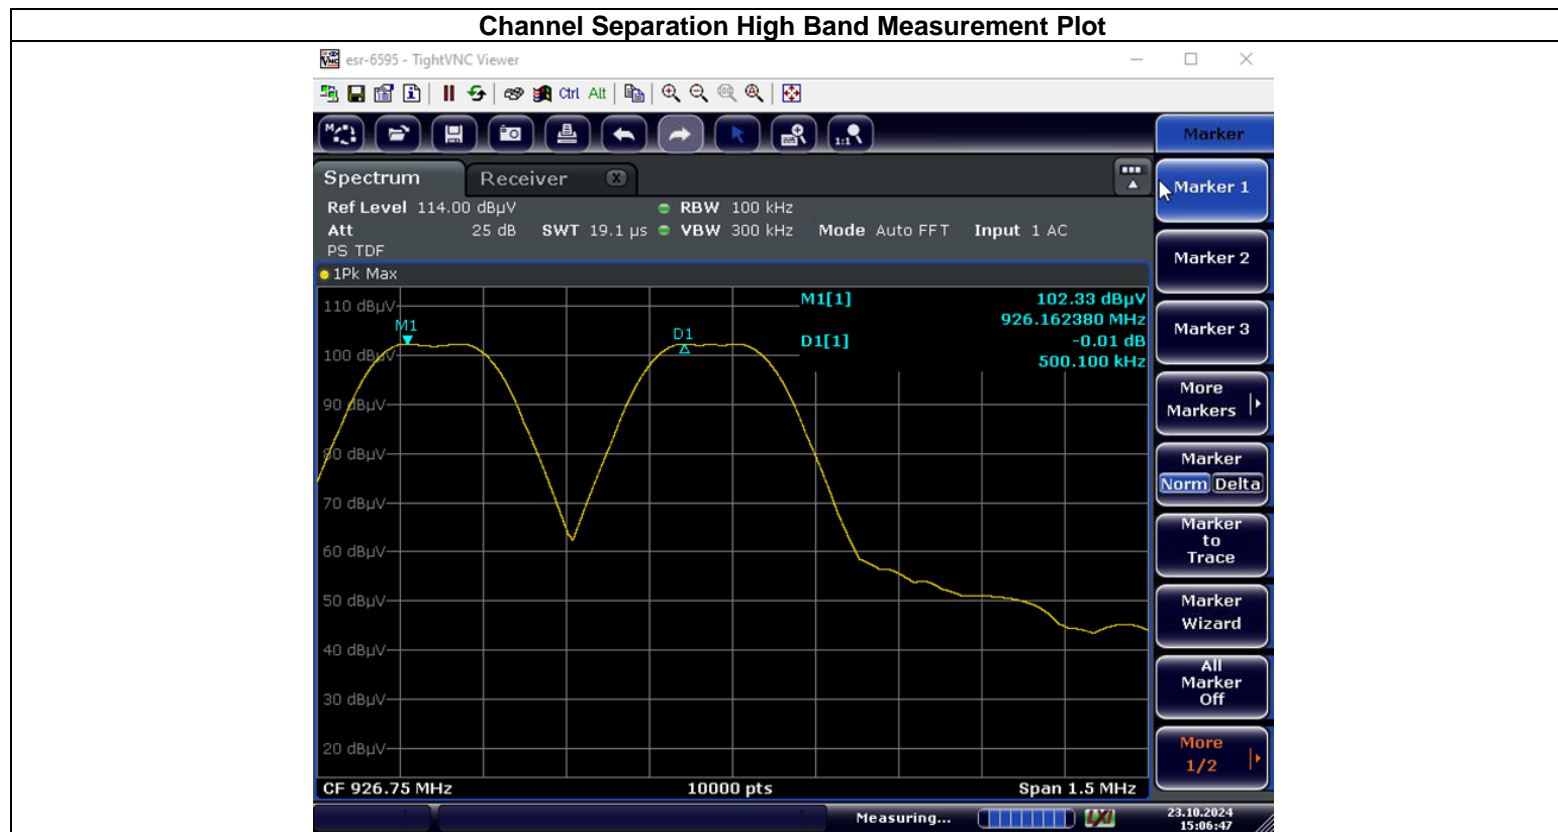 Channel Separation High Band Measurement Plot
esr-6595 - TightVNC Viewer
Ctrl Alt
Marker
Spectrum Receiver
Ref Level 114.00 dBµV RBW 100 kHz
Att 25 dB SWT 19.1 µs VBW 300 kHz Mode Auto FFT Input 1 AC
PS TDF
1Pk Max
M1[1] 102.33 dBµV
926.162380 MHz
D1[1] -0.01 dB
500.100 kHz
110 dBµV
M1
D1
100 dBµV
90 dBµV
80 dBµV
70 dBµV
60 dBµV
50 dBµV
40 dBµV
30 dBµV
20 dBµV
CF 926.75 MHz 10000 pts Span 1.5 MHz
Marker 1
Marker 2
Marker 3
More
Markers
Marker
Norm Delta
Marker
to
Trace
Marker
Wizard
All
Marker
Off
More
1/2
Measuring...
LXI
23.10.2024
15:06:47
1:1
M